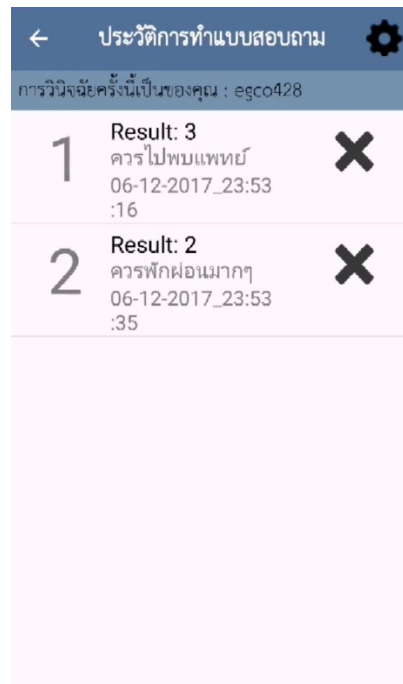 ประวัติการทำแบบสอบถาม
การวินิจฉัยครั้งนี้เป็นของคุณ : egco428
1
Result: 3
ควรไปพบแพทย์
06-12-2017_23:53
:16
2
Result: 2
ควรพักผ่อนมากๆ
06-12-2017_23:53
:35